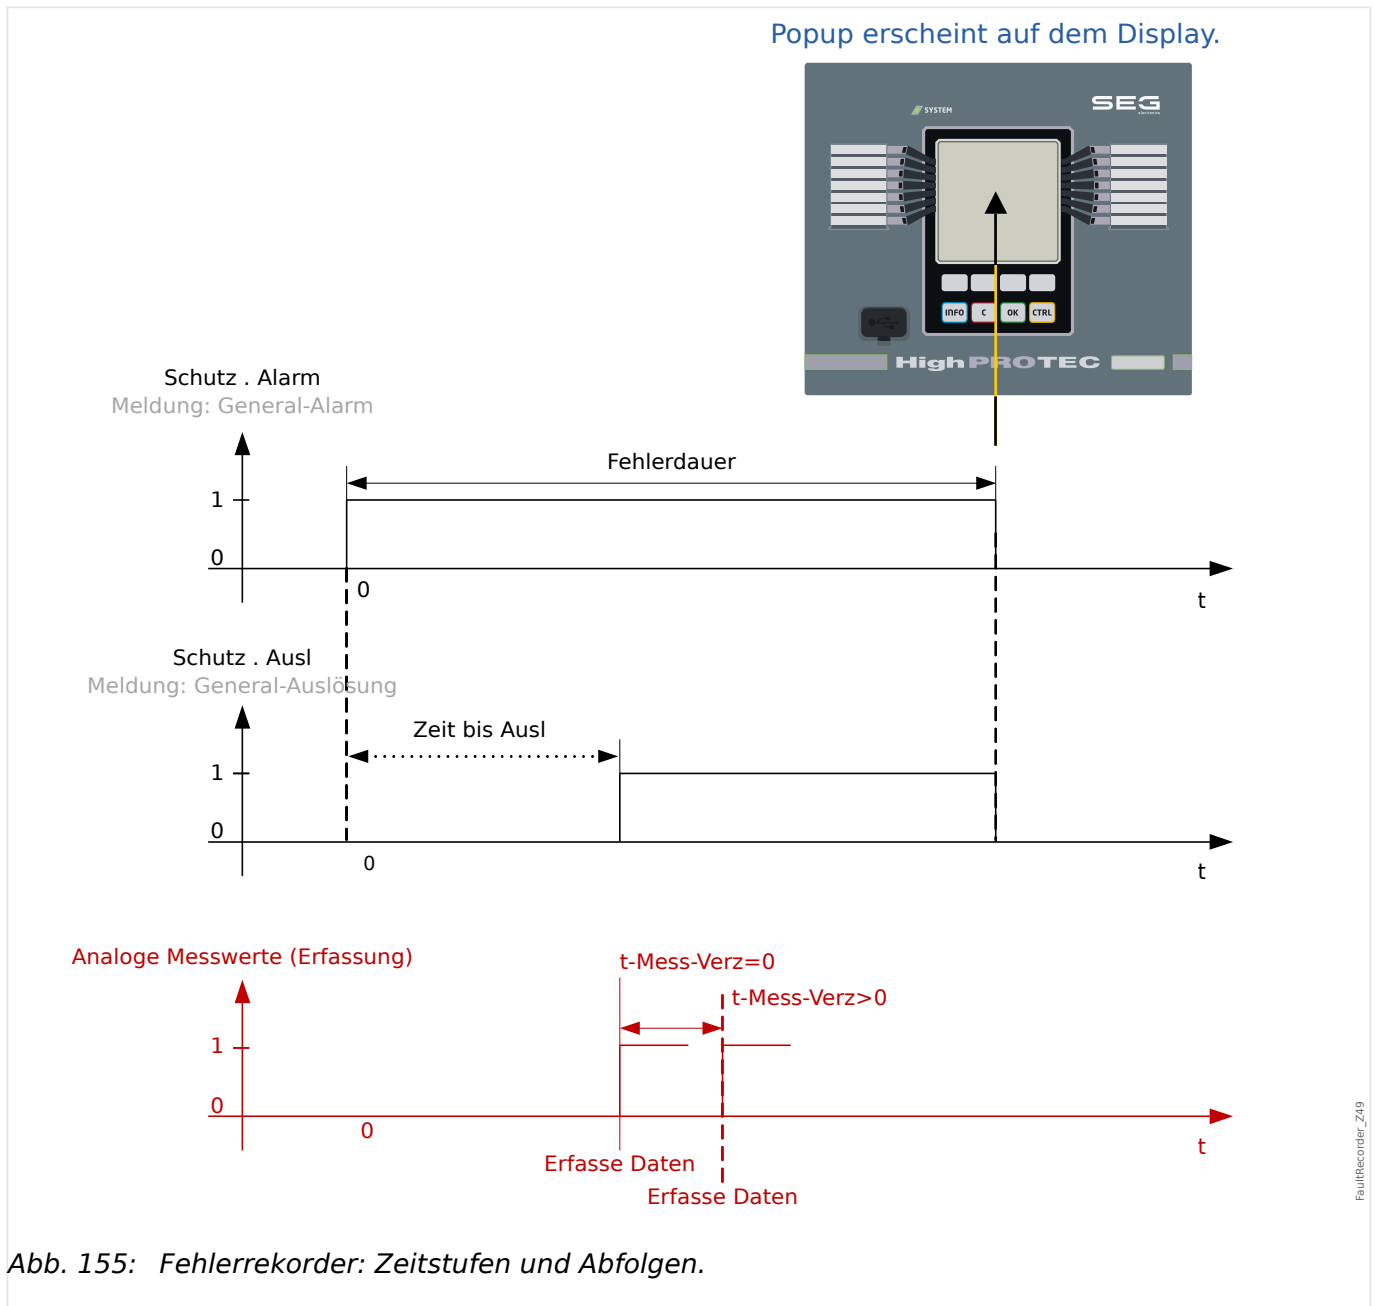 Popup erscheint auf dem Display.
SYSTEM
SEG
electronics
INFO
C
OK
CTRL
HighPROTEC
Schutz . Alarm
Meldung: General-Alarm
Fehlerdauer
1
0
0
t
Schutz . Ausl
Meldung: General-Auslösung
Zeit bis Ausl
1
0
0
t
Analoge Messwerte (Erfassung)
t-Mess-Verz=0
t-Mess-Verz>0
1
0
0
t
Erfasse Daten
Erfasse Daten
FaultRecorder_Z49
Abb. 155: Fehlerrekorder: Zeitstufen und Abfolgen.